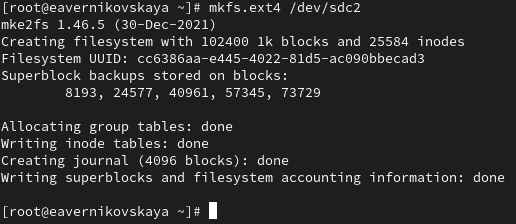 [root@eavernikovskaya ~]# mkfs.ext4 /dev/sdc2
mke2fs 1.46.5 (30-Dec-2021)
Creating filesystem with 102400 1k blocks and 25584 inodes
Filesystem UUID: cc6386aa-e445-4022-81d5-ac090bbecad3
Superblock backups stored on blocks:
        8193, 24577, 40961, 57345, 73729

Allocating group tables: done
Writing inode tables: done
Creating journal (4096 blocks): done
Writing superblocks and filesystem accounting information: done

[root@eavernikovskaya ~]#